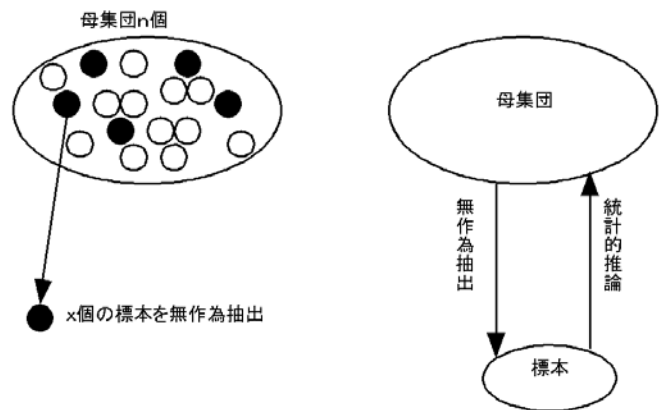 母集団n個
x個の標本を無作為抽出
母集団
無作為抽出
統計的推論
標本